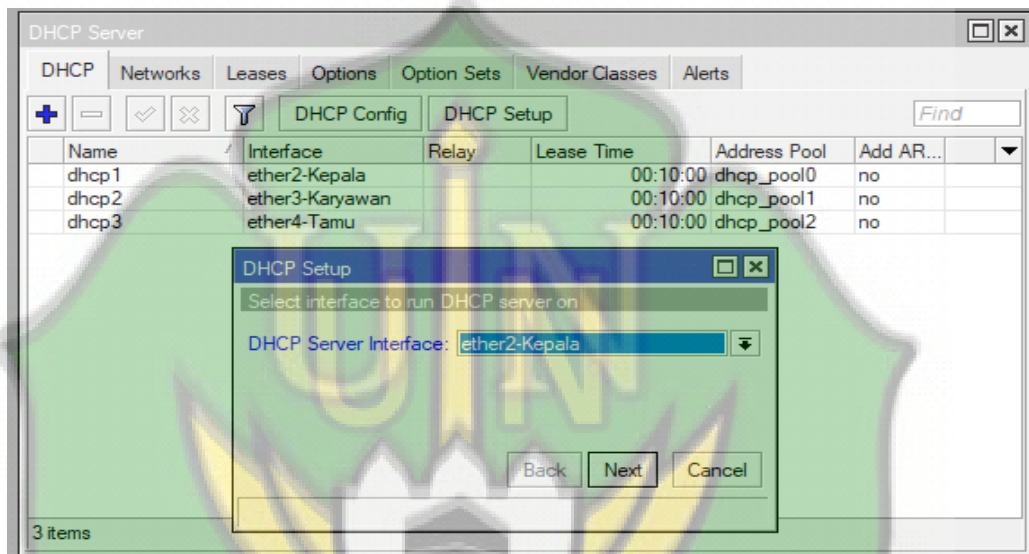 DHCP Server
DHCP Networks Leases Options Option Sets Vendor Classes Alerts
DHCP Config DHCP Setup Find
Name Interface Relay Lease Time Address Pool Add AR...
dhcp1 ether2-Kepala 00:10:00 dhcp_pool0 no
dhcp2 ether3-Karyawan 00:10:00 dhcp_pool1 no
dhcp3 ether4-Tamu 00:10:00 dhcp_pool2 no
DHCP Setup
Select interface to run DHCP server on
DHCP Server Interface: ether2-Kepala
UIN
Back Next Cancel
3 items